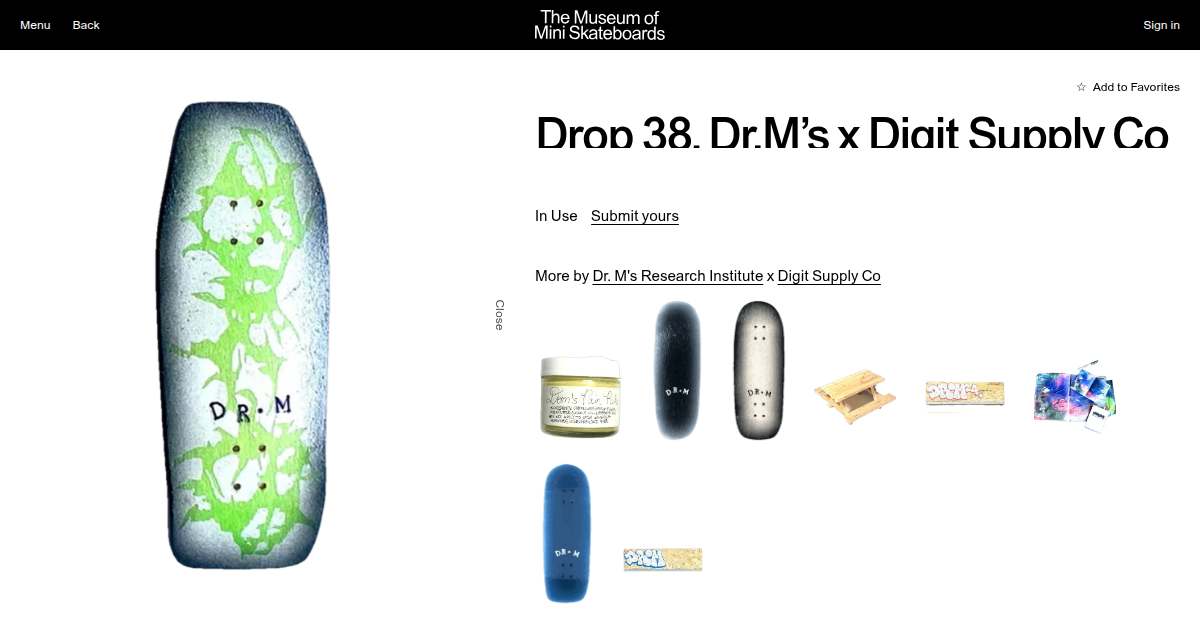 Menu
Back
The Museum of
Mini Skateboards
Sign in
☆ Add to Favorites
Drop 38. Dr.M’s x Digit Supply Co
In Use Submit yours
More by Dr. M's Research Institute x Digit Supply Co
Close
DR•M
DR•M
DR•M
DR•M